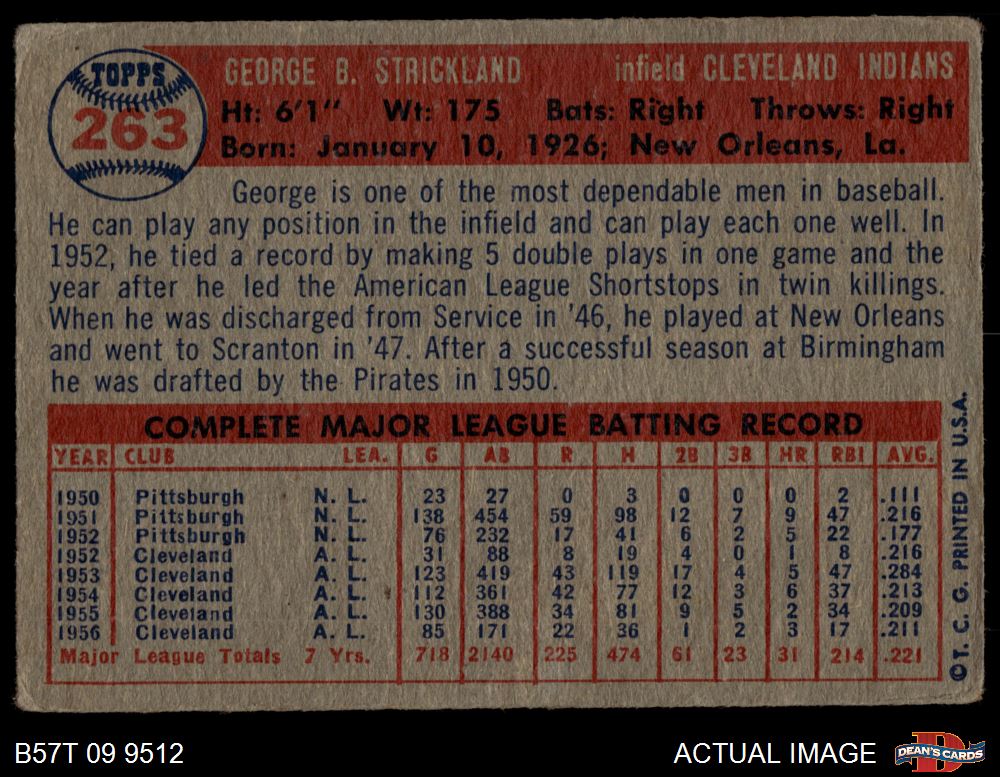 TOPPS
263
GEORGE B. STRICKLAND infield CLEVELAND INDIANS
Ht: 6'1" Wt: 175 Bats: Right Throws: Right
Born: January 10, 1926; New Orleans, La.
George is one of the most dependable men in baseball.
He can play any position in the infield and can play each one well. In
1952, he tied a record by making 5 double plays in one game and the
year after he led the American League Shortstops in twin killings.
When he was discharged from Service in '46, he played at New Orleans
and went to Scranton in '47. After a successful season at Birmingham
he was drafted by the Pirates in 1950.
COMPLETE MAJOR LEAGUE BATTING RECORD
YEAR CLUB LEA. G AB R H 2B 3B HR RBI AVG.
1950 Pittsburgh N. L. 23 27 0 3 0 0 0 2 .111
1951 Pittsburgh N. L. 138 454 59 98 12 7 9 47 .216
1952 Pittsburgh N. L. 76 232 17 41 6 2 5 22 .177
1952 Cleveland A. L. 31 88 8 19 4 0 1 8 .216
1953 Cleveland A. L. 123 419 43 119 17 4 5 47 .284
1954 Cleveland A. L. 112 361 42 77 12 3 6 37 .213
1955 Cleveland A. L. 130 388 34 81 9 5 2 34 .209
1956 Cleveland A. L. 85 171 22 36 1 2 3 17 .211
Major League Totals 7 Yrs. 718 2140 225 474 61 23 31 214 .221
©T. C. G. PRINTED IN U.S.A.
B57T 09 9512
ACTUAL IMAGE
D
DEAN'S CARDS